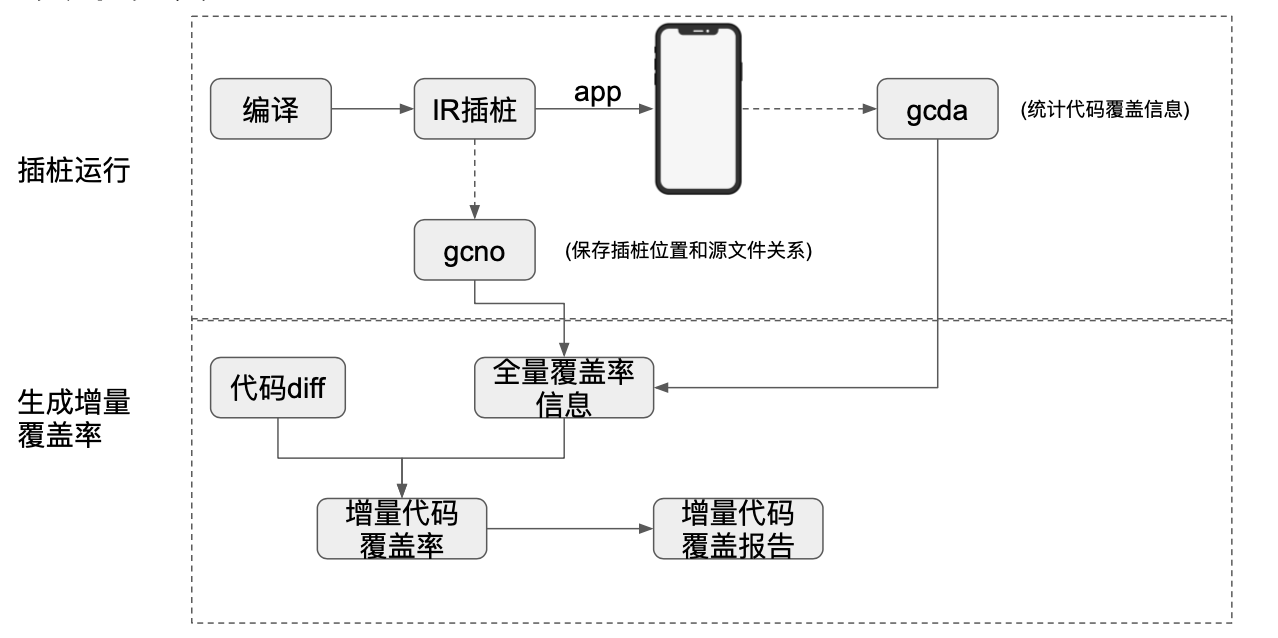 编译
IR插桩
app
gcda
(统计代码覆盖信息)
插桩运行
gcno
(保存插桩位置和源文件关系)
代码diff
全量覆盖率
信息
生成增量
覆盖率
增量代码
覆盖率
增量代码
覆盖报告